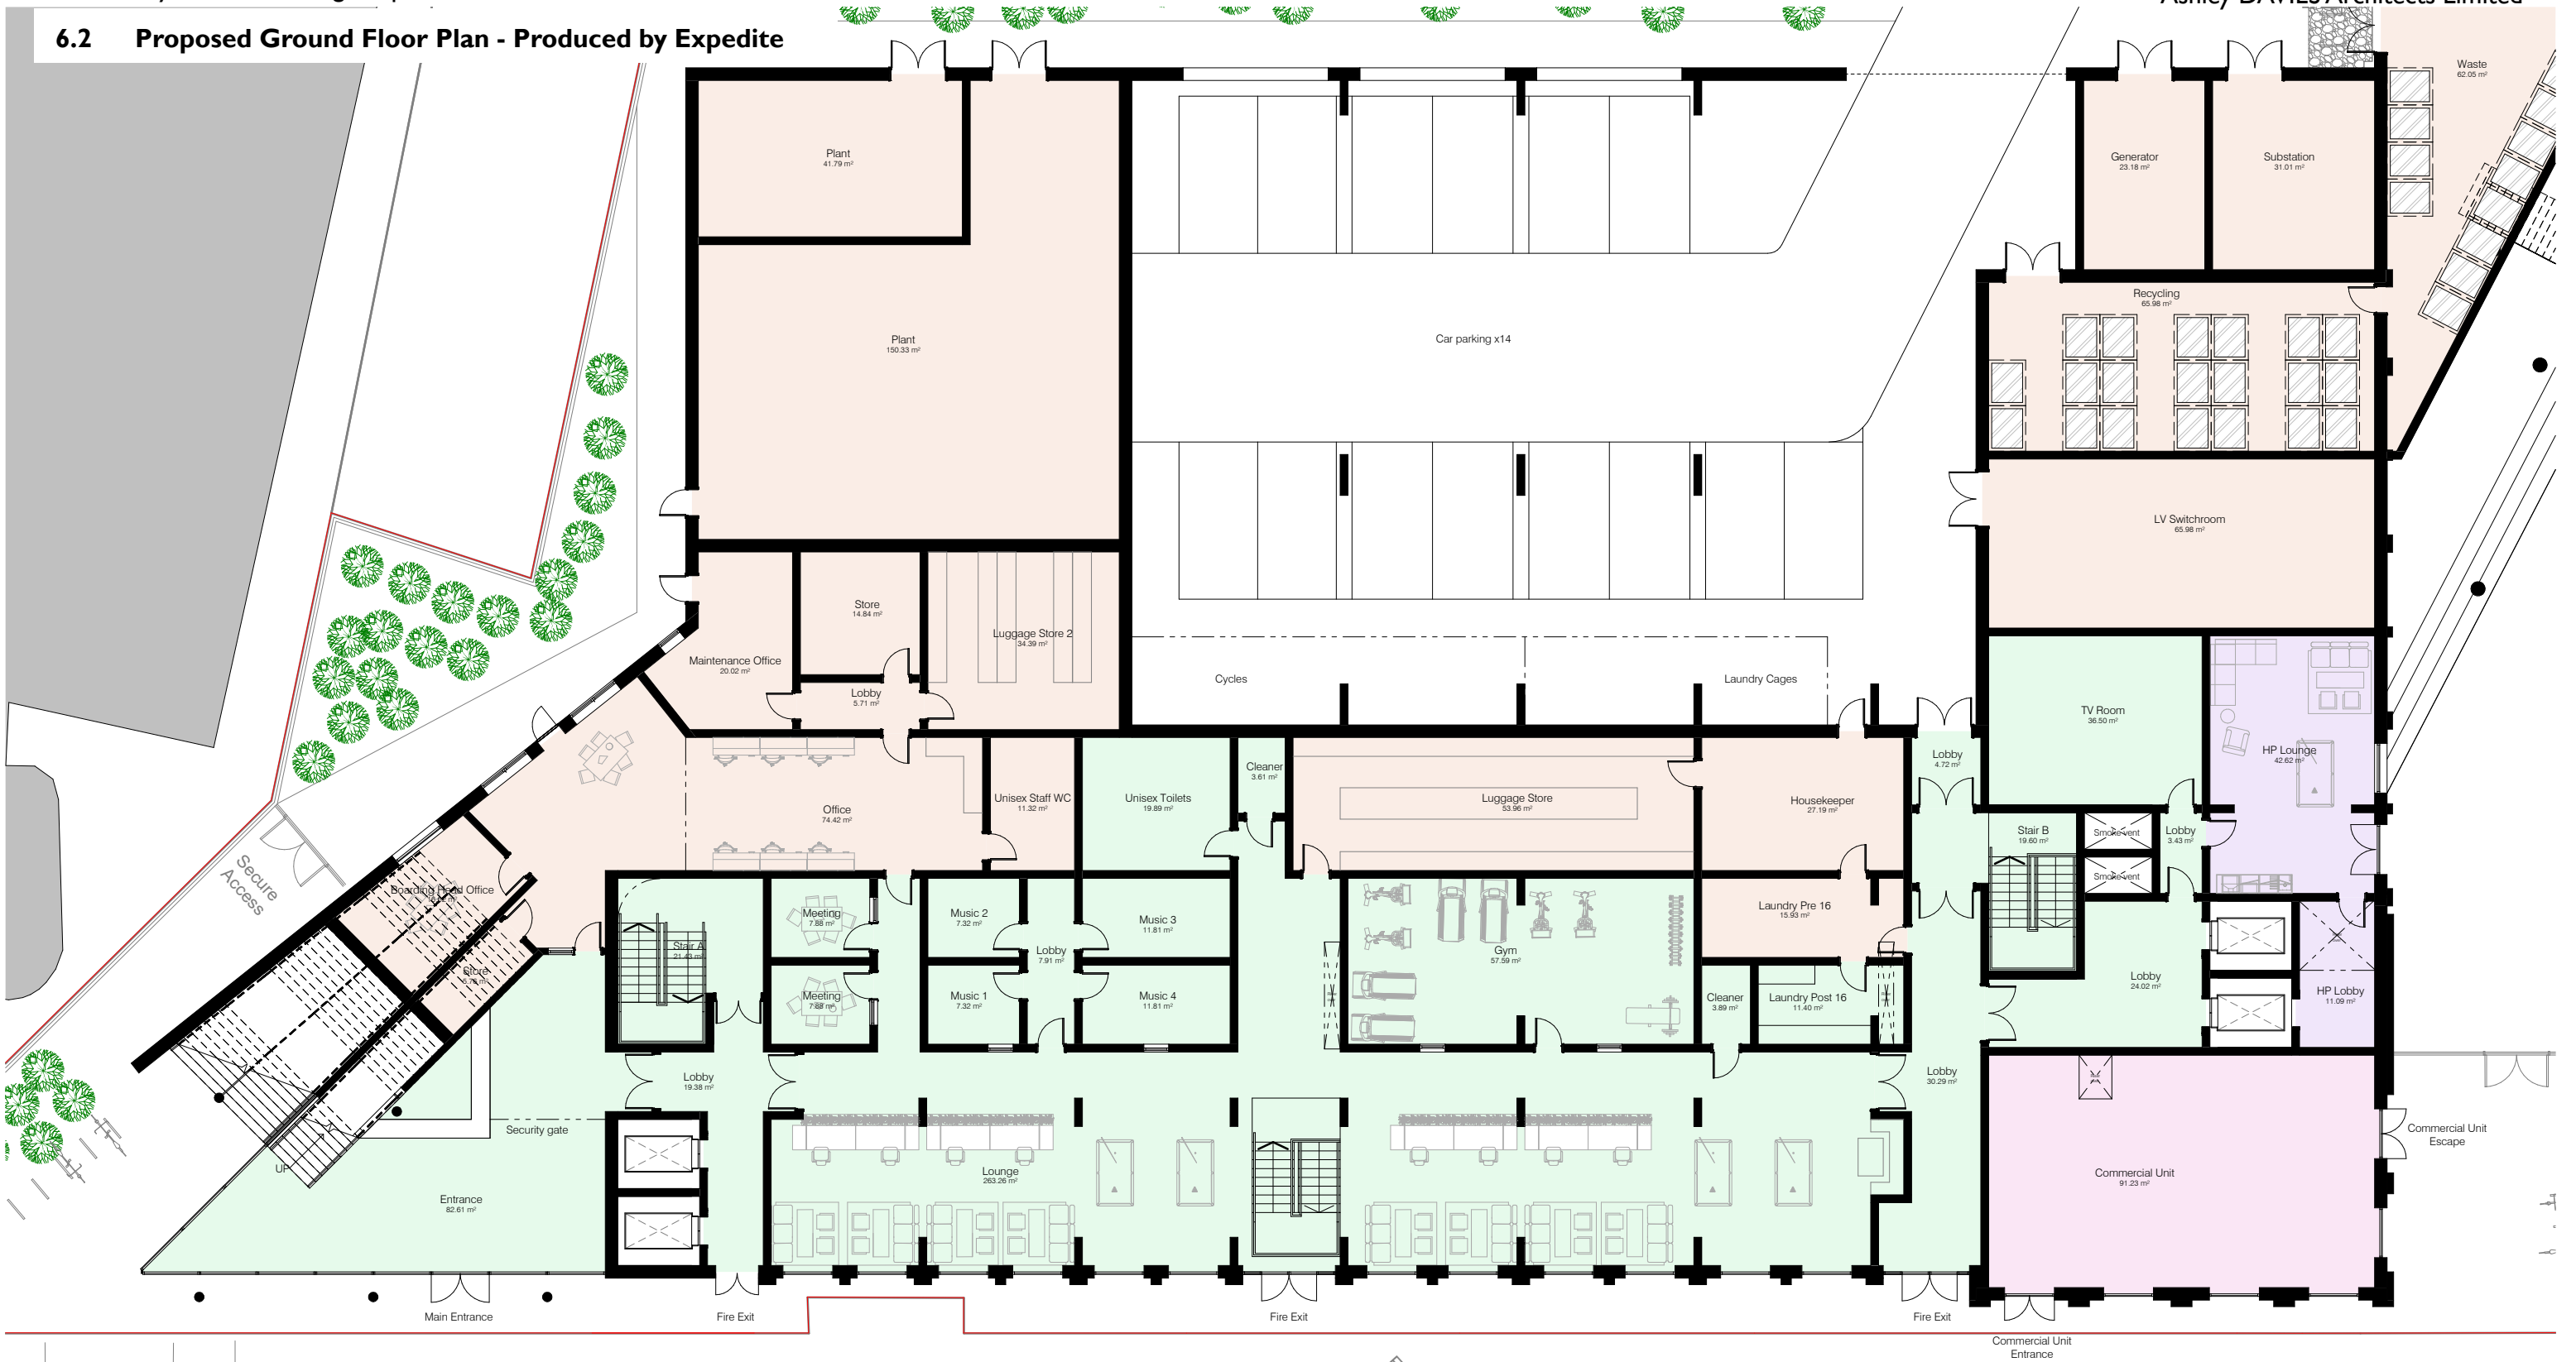 Ashley DAVIES Architects Limited
6.2 Proposed Ground Floor Plan - Produced by Expedite
Waste
62.05 m²
Plant
41.79 m²
Generator
23.18 m²
Substation
31.01 m²
Recycling
65.98 m²
Plant
150.33 m²
Car parking x14
LV Switchroom
65.98 m²
Store
14.84 m²
Luggage Store 2
34.39 m²
Maintenance Office
20.02 m²
Lobby
5.71 m²
Cycles
Laundry Cages
TV Room
36.50 m²
HP Lounge
42.62 m²
Lobby
4.72 m²
Cleaner
3.61 m²
Office
74.42 m²
Unisex Staff WC
11.32 m²
Unisex Toilets
19.89 m²
Luggage Store
53.96 m²
Housekeeper
27.19 m²
Stair B
19.60 m²
Smoke vent
Lobby
3.43 m²
Smoke vent
Secure
Access
Boarding Head Office
Meeting
7.88 m²
Music 2
7.32 m²
Music 3
11.81 m²
Laundry Pre 16
15.93 m²
Stair A
Lobby
7.91 m²
Gym
57.59 m²
Store
Lobby
24.02 m²
HP Lobby
11.09 m²
Meeting
7.88 m²
Music 1
7.32 m²
Music 4
11.81 m²
Cleaner
3.89 m²
Laundry Post 16
11.40 m²
Lobby
19.38 m²
Lobby
30.29 m²
Security gate
Commercial Unit
Escape
UP
Lounge
263.26 m²
Commercial Unit
91.23 m²
Entrance
82.61 m²
Main Entrance
Fire Exit
Fire Exit
Fire Exit
Commercial Unit
Entrance